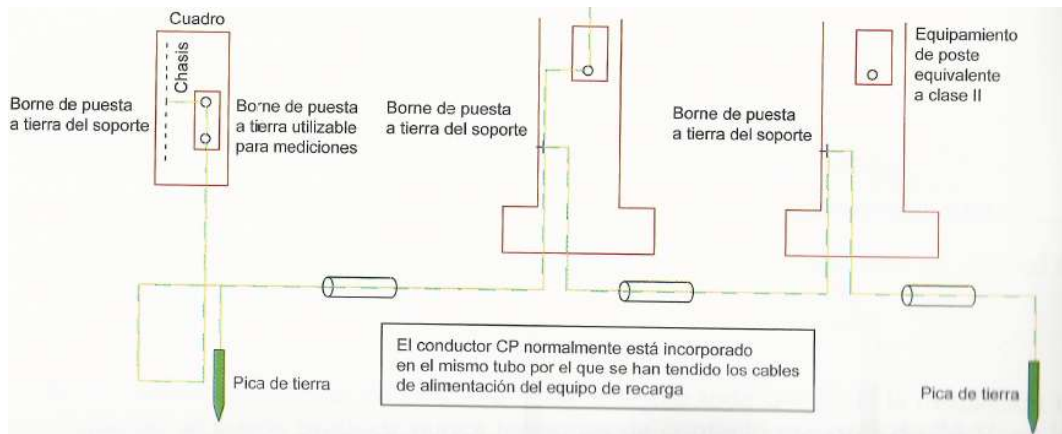 Cuadro
Chasis
Borne de puesta
a tierra del soporte
Borne de puesta
a tierra utilizable
para mediciones
Borne de puesta
a tierra del soporte
Borne de puesta
a tierra del soporte
Equipamiento
de poste
equivalente
a clase II
Pica de tierra
El conductor CP normalmente está incorporado
en el mismo tubo por el que se han tendido los cables
de alimentación del equipo de recarga
Pica de tierra